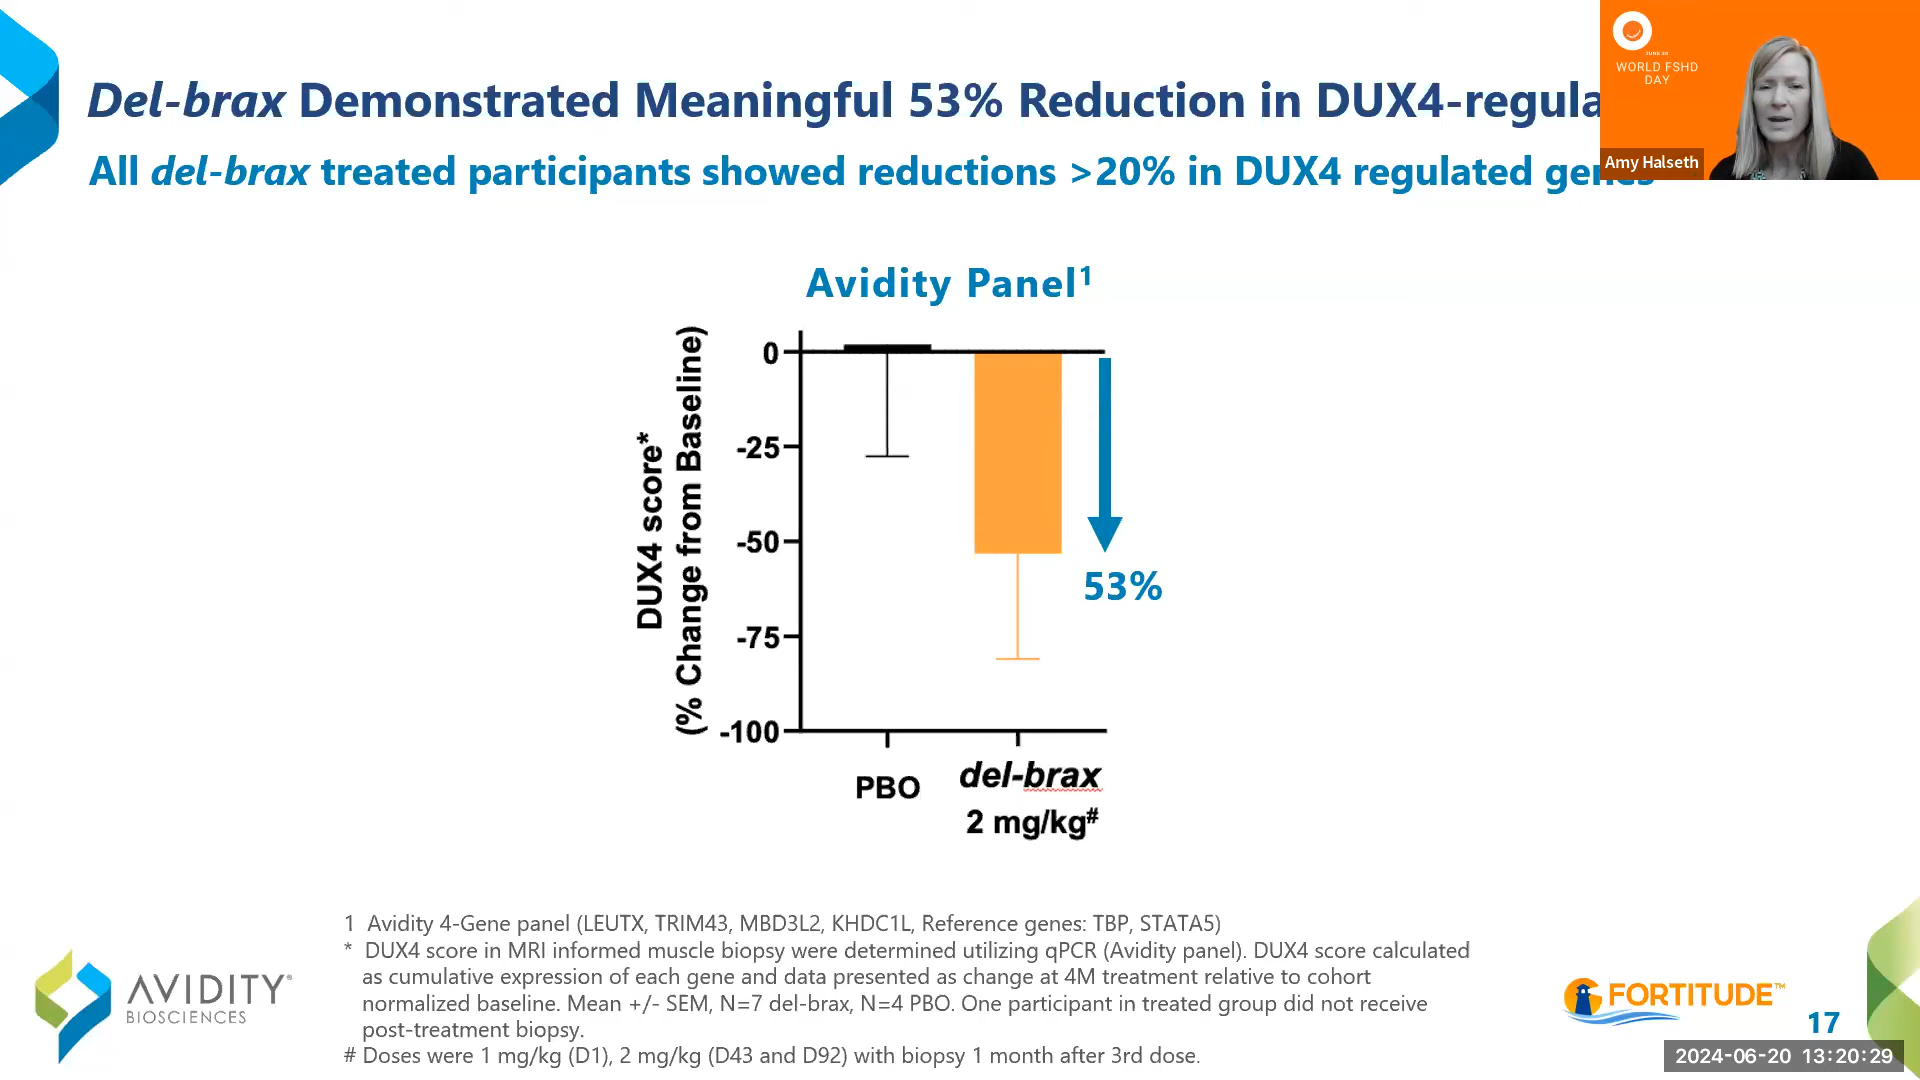 Del-brax Demonstrated Meaningful 53% Reduction in DUX4-regula
All del-brax treated participants showed reductions >20% in DUX4 regulated genes
JUNE 20
WORLD FSHD
DAY
Amy Halseth
Avidity Panel¹
DUX4 score*
(% Change from Baseline)
0
-25
-50
-75
-100
53%
PBO
del-brax
2 mg/kg#
1 Avidity 4-Gene panel (LEUTX, TRIM43, MBD3L2, KHDC1L, Reference genes: TBP, STATA5)
* DUX4 score in MRI informed muscle biopsy were determined utilizing qPCR (Avidity panel). DUX4 score calculated
as cumulative expression of each gene and data presented as change at 4M treatment relative to cohort
normalized baseline. Mean +/- SEM, N=7 del-brax, N=4 PBO. One participant in treated group did not receive
post-treatment biopsy.
# Doses were 1 mg/kg (D1), 2 mg/kg (D43 and D92) with biopsy 1 month after 3rd dose.
AVIDITY®
BIOSCIENCES
FORTITUDE™
17
2024-06-20 13:20:29